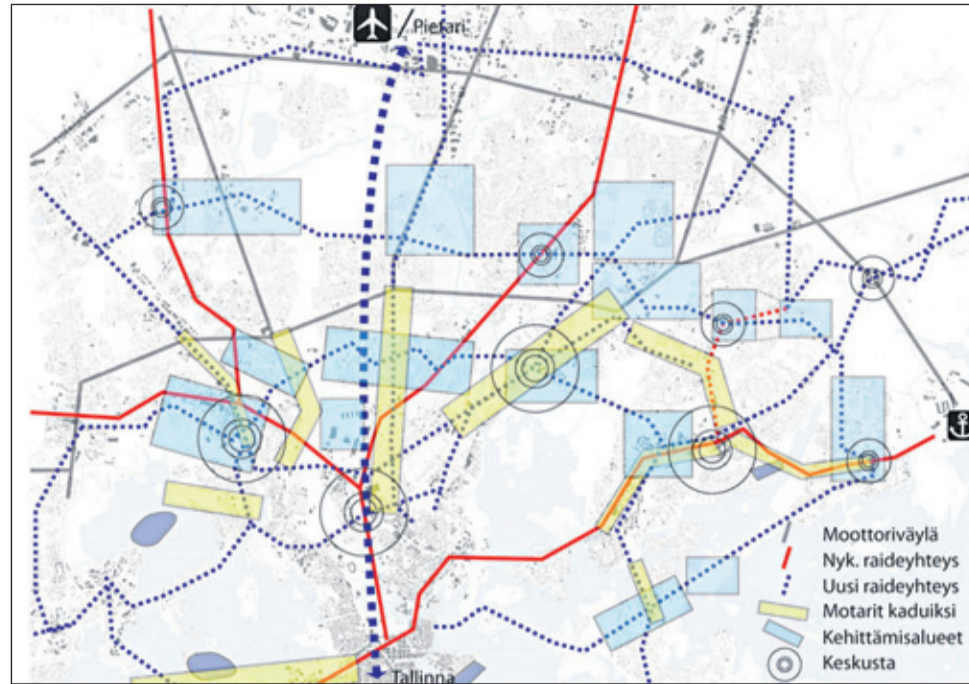 / Pietari
Moottoriväylä
Nyk. raideyhteys
Uusi raideyhteys
Motarit kaduiksi
Kehittämisalueet
Keskusta
Tallinna